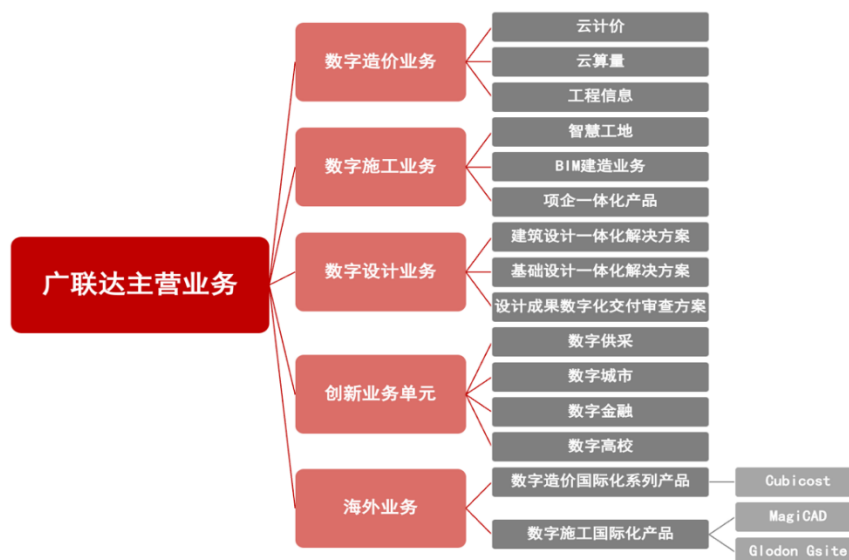 广联达主营业务
数字造价业务
云计价
云算量
工程信息
数字施工业务
智慧工地
BIM建造业务
项企一体化产品
数字设计业务
建筑设计一体化解决方案
基础设计一体化解决方案
设计成果数字化交付审查方案
创新业务单元
数字供采
数字城市
数字金融
数字高校
海外业务
数字造价国际化系列产品
Cubicost
数字施工国际化产品
MagiCAD
Glodon Gsite